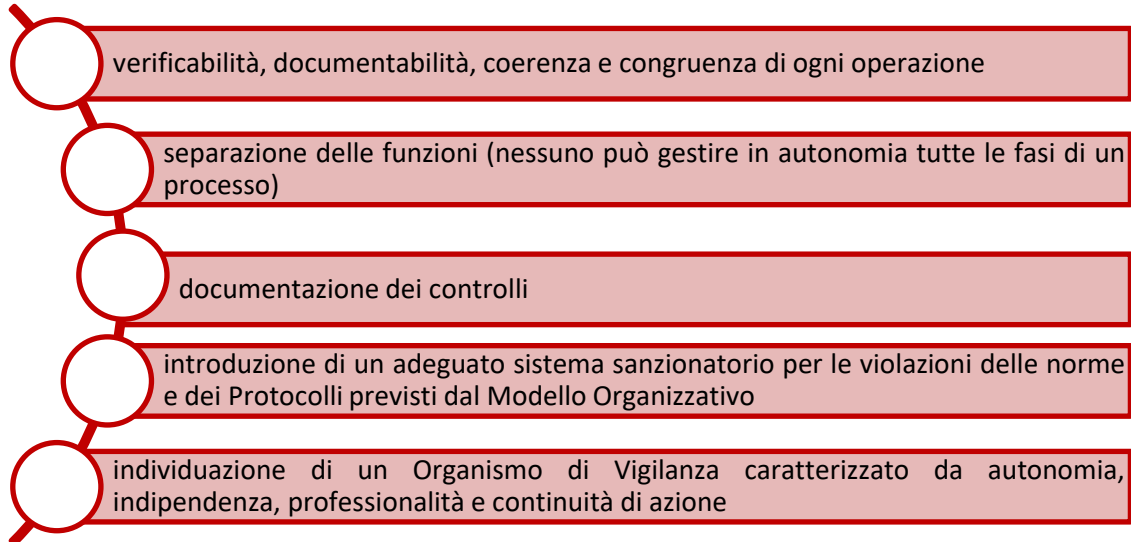 verificabilità, documentabilità, coerenza e congruenza di ogni operazione
separazione delle funzioni (nessuno può gestire in autonomia tutte le fasi di un
processo)
documentazione dei controlli
introduzione di un adeguato sistema sanzionatorio per le violazioni delle norme
e dei Protocolli previsti dal Modello Organizzativo
individuazione di un Organismo di Vigilanza caratterizzato da autonomia,
indipendenza, professionalità e continuità di azione